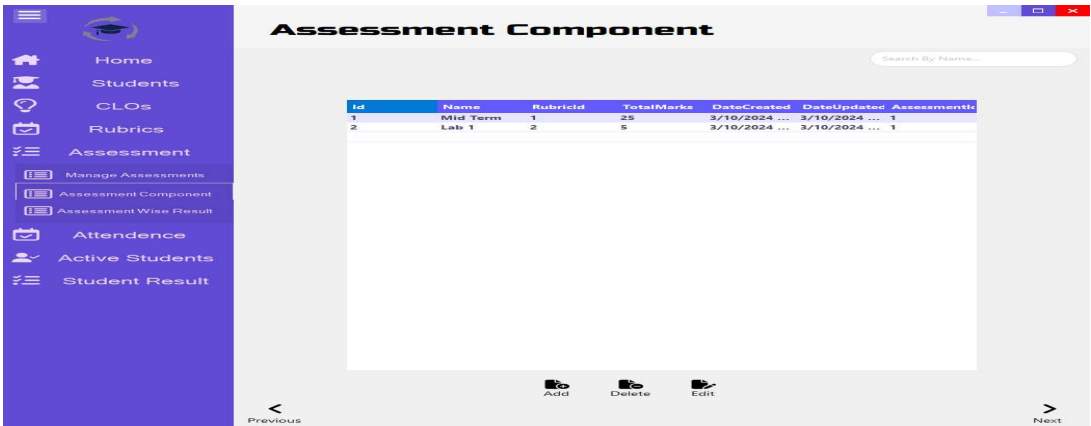 Assessment Component
Home
Students
CLOs
Rubrics
Assessment
Manage Assessments
Assessment Component
Assessment Wise Result
Attendence
Active Students
Student Result
Search By Name...
Id Name RubricId TotalMarks DateCreated DateUpdated AssessmentId
1 Mid Term 1 25 3/10/2024 ... 3/10/2024 ... 1
2 Lab 1 2 5 3/10/2024 ... 3/10/2024 ... 1
Add Delete Edit
< >
Previous Next